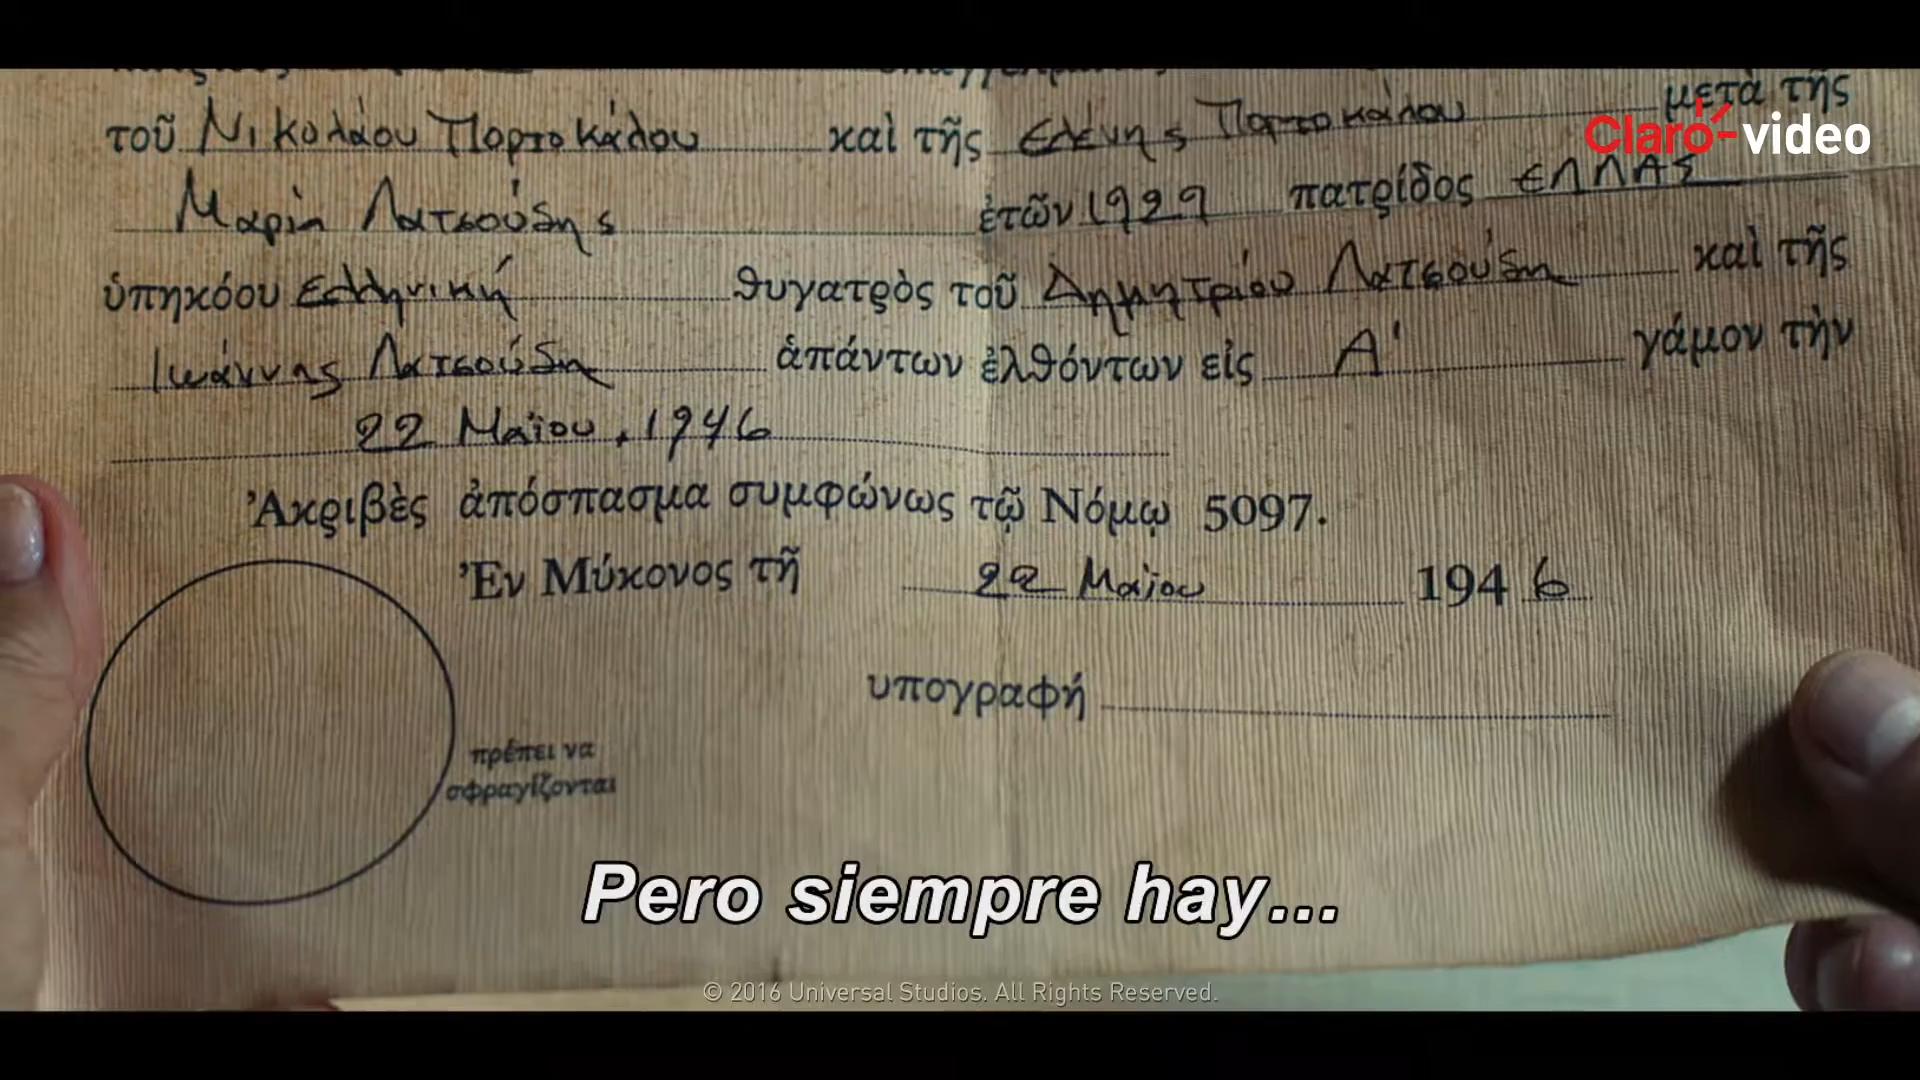 τοῦ Νικολάου Πορτοκάλου καὶ τῆς Ελένης Πορτοκάλου μετὰ τῆς
Claro-video
Μαρία Λατσούδης ἐτῶν 1929 πατρίδος ΕΛΛΑΣ
ὑπηκόου Ελληνική θυγατρὸς τοῦ Δημητρίου Λατσούδη καὶ τῆς
Ιωάννης Λατσούδη ἁπάντων ἐλθόντων εἰς Α' γάμον τὴν
22 Μαΐου, 1946
Ἀκριβὲς ἀπόσπασμα συμφώνως τῷ Νόμῳ 5097.
Ἐν Μύκονος τῇ 22 Μαΐου 1946
υπογραφή
πρέπει να
σφραγίζονται
Pero siempre hay...
© 2016 Universal Studios. All Rights Reserved.